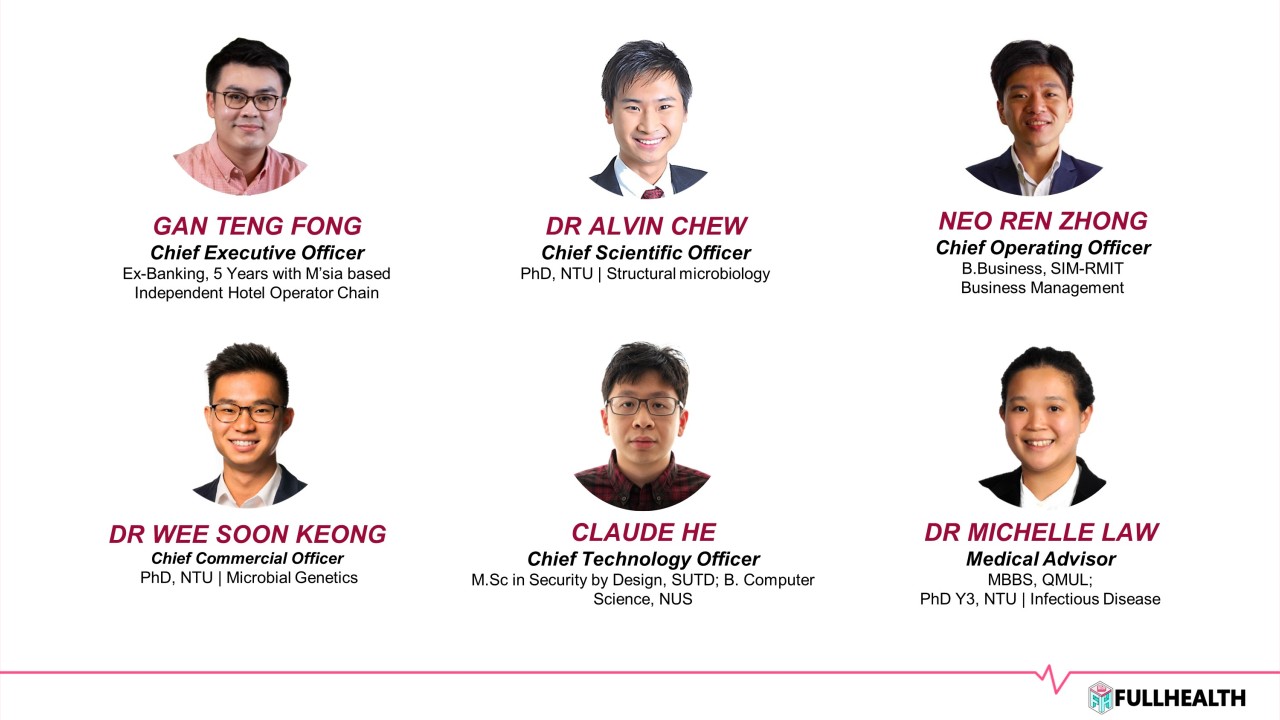 GAN TENG FONG
Chief Executive Officer
Ex-Banking, 5 Years with M'sia based
Independent Hotel Operator Chain
DR ALVIN CHEW
Chief Scientific Officer
PhD, NTU | Structural microbiology
NEO REN ZHONG
Chief Operating Officer
B.Business, SIM-RMIT
Business Management
DR WEE SOON KEONG
Chief Commercial Officer
PhD, NTU | Microbial Genetics
CLAUDE HE
Chief Technology Officer
M.Sc in Security by Design, SUTD; B. Computer
Science, NUS
DR MICHELLE LAW
Medical Advisor
MBBS, QMUL;
PhD Y3, NTU | Infectious Disease
FULLHEALTH